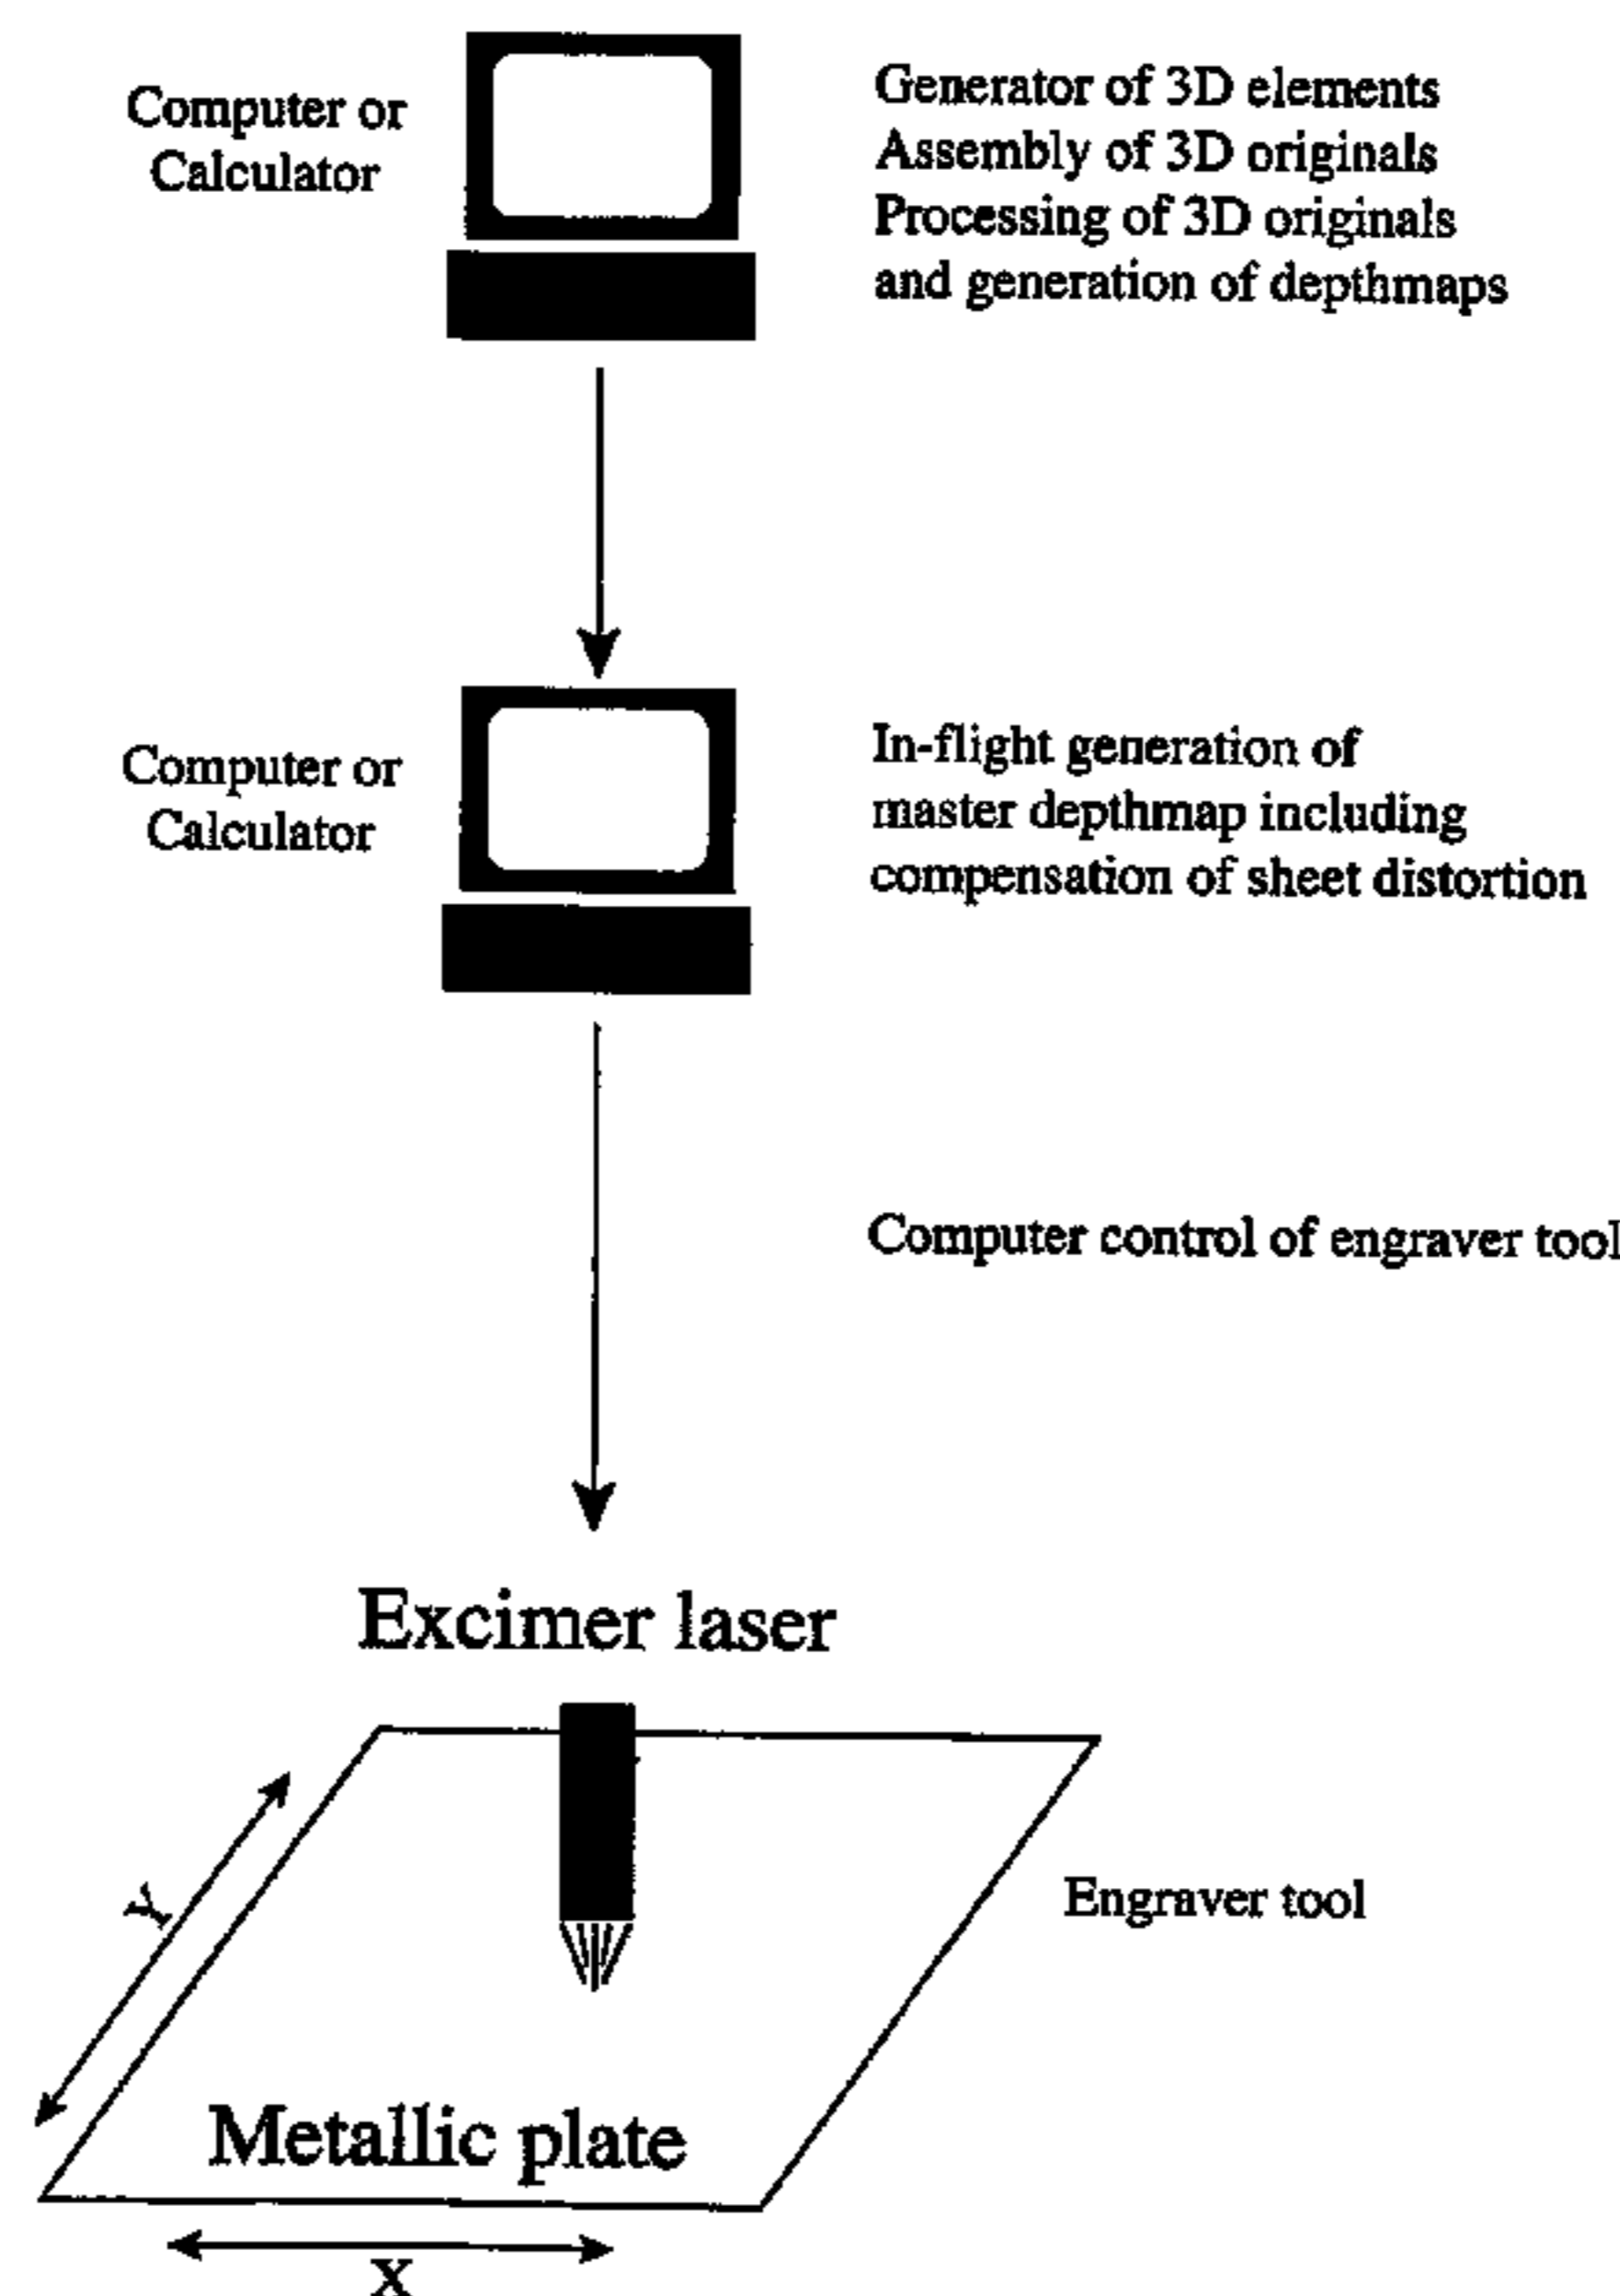 Computer or
Calculator
Generator of 3D elements
Assembly of 3D originals
Processing of 3D originals
and generation of depthmaps
Computer or
Calculator
In-flight generation of
master depthmap including
compensation of sheet distortion
Computer control of engraver tool
Excimer laser
Y
Engraver tool
Metallic plate
X